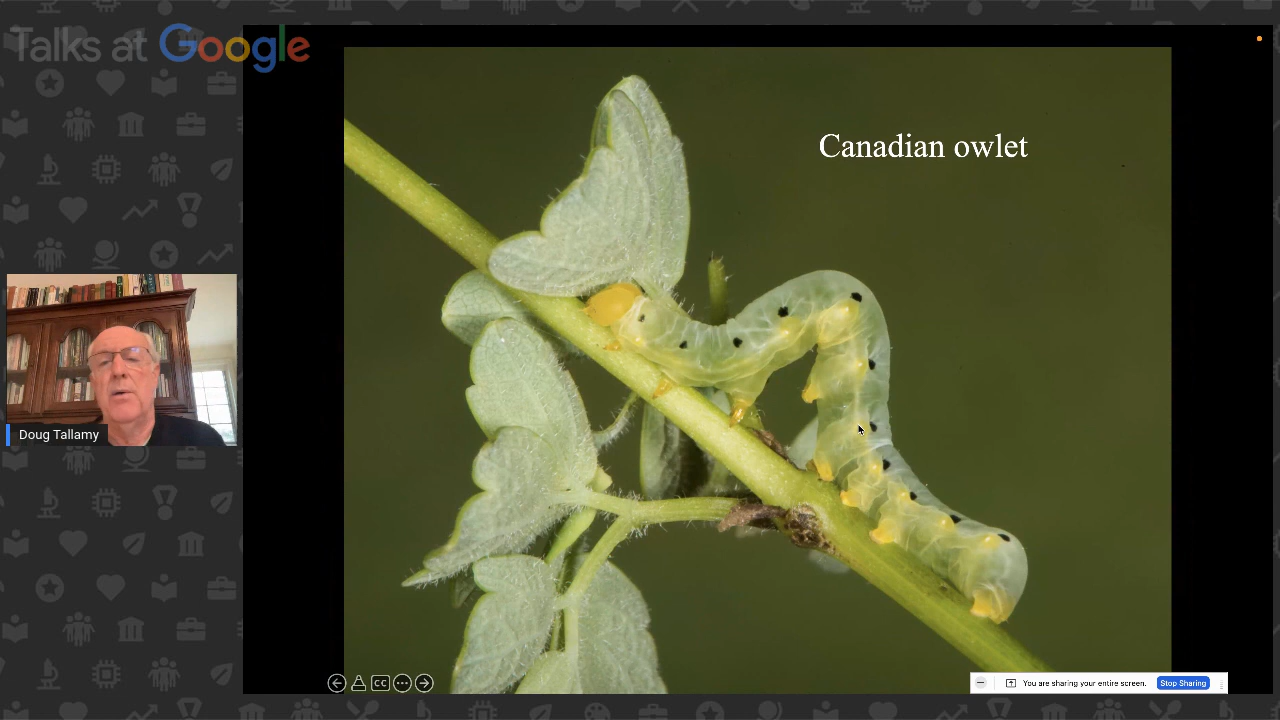 Talks at Google
Canadian owlet
Doug Tallamy
CC
You are sharing your entire screen.
Stop Sharing